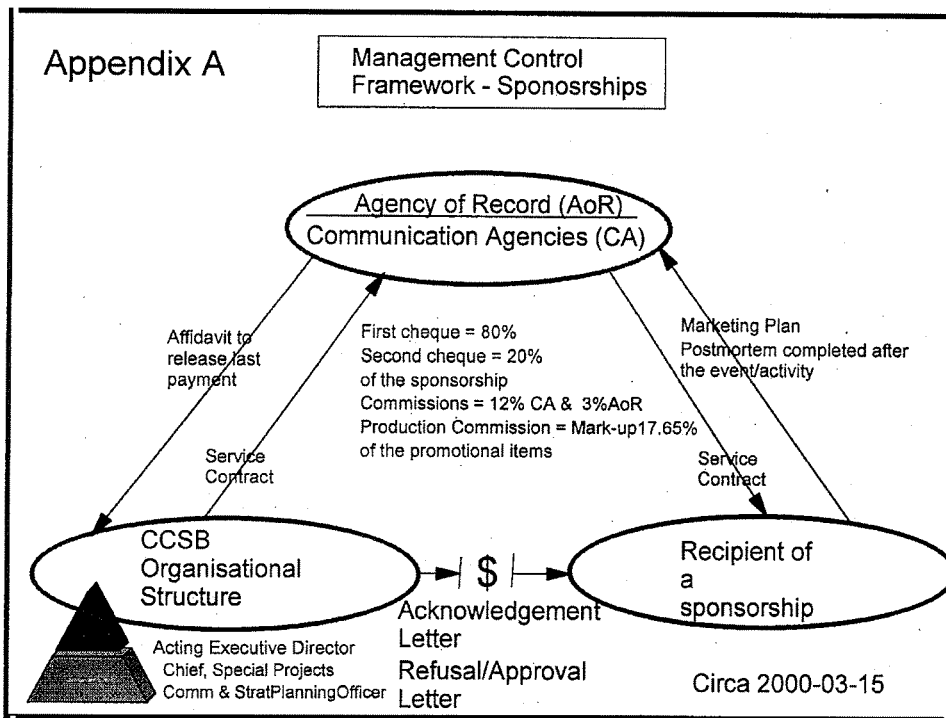 Appendix A
Management Control
Framework - Sponosrships
Agency of Record (AoR)
Communication Agencies (CA)
Affidavit to
release last
payment
First cheque = 80%
Second cheque = 20%
of the sponsorship
Commissions = 12% CA & 3%AoR
Production Commission = Mark-up17.65%
of the promotional items
Marketing Plan
Postmortem completed after
the event/activity
Service
Contract
Service
Contract
CCSB
Organisational
Structure
$
Recipient of
a
sponsorship
Acknowledgement
Letter
Refusal/Approval
Letter
Acting Executive Director
Chief, Special Projects
Comm & StratPlanningOfficer
Circa 2000-03-15